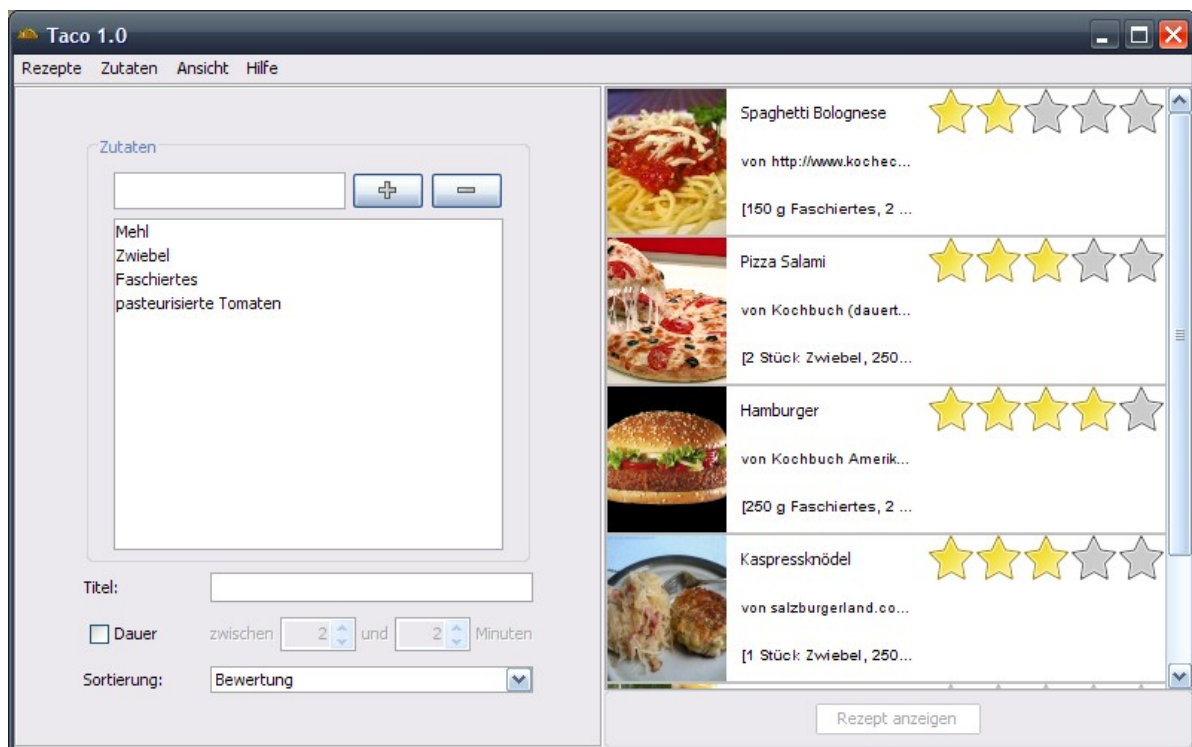 Taco 1.0
Rezepte Zutaten Ansicht Hilfe
Zutaten
Mehl
Zwiebel
Faschiertes
pasteurisierte Tomaten
Titel:
Dauer zwischen 2 und 2 Minuten
Sortierung: Bewertung
Spaghetti Bolognese
von http://www.kochec...
[150 g Faschiertes, 2 ...
Pizza Salami
von Kochbuch (dauert...
[2 Stück Zwiebel, 250...
Hamburger
von Kochbuch Amerik...
[250 g Faschiertes, 2 ...
Kaspressknödel
von salzburgerland.co...
[1 Stück Zwiebel, 250...
Rezept anzeigen